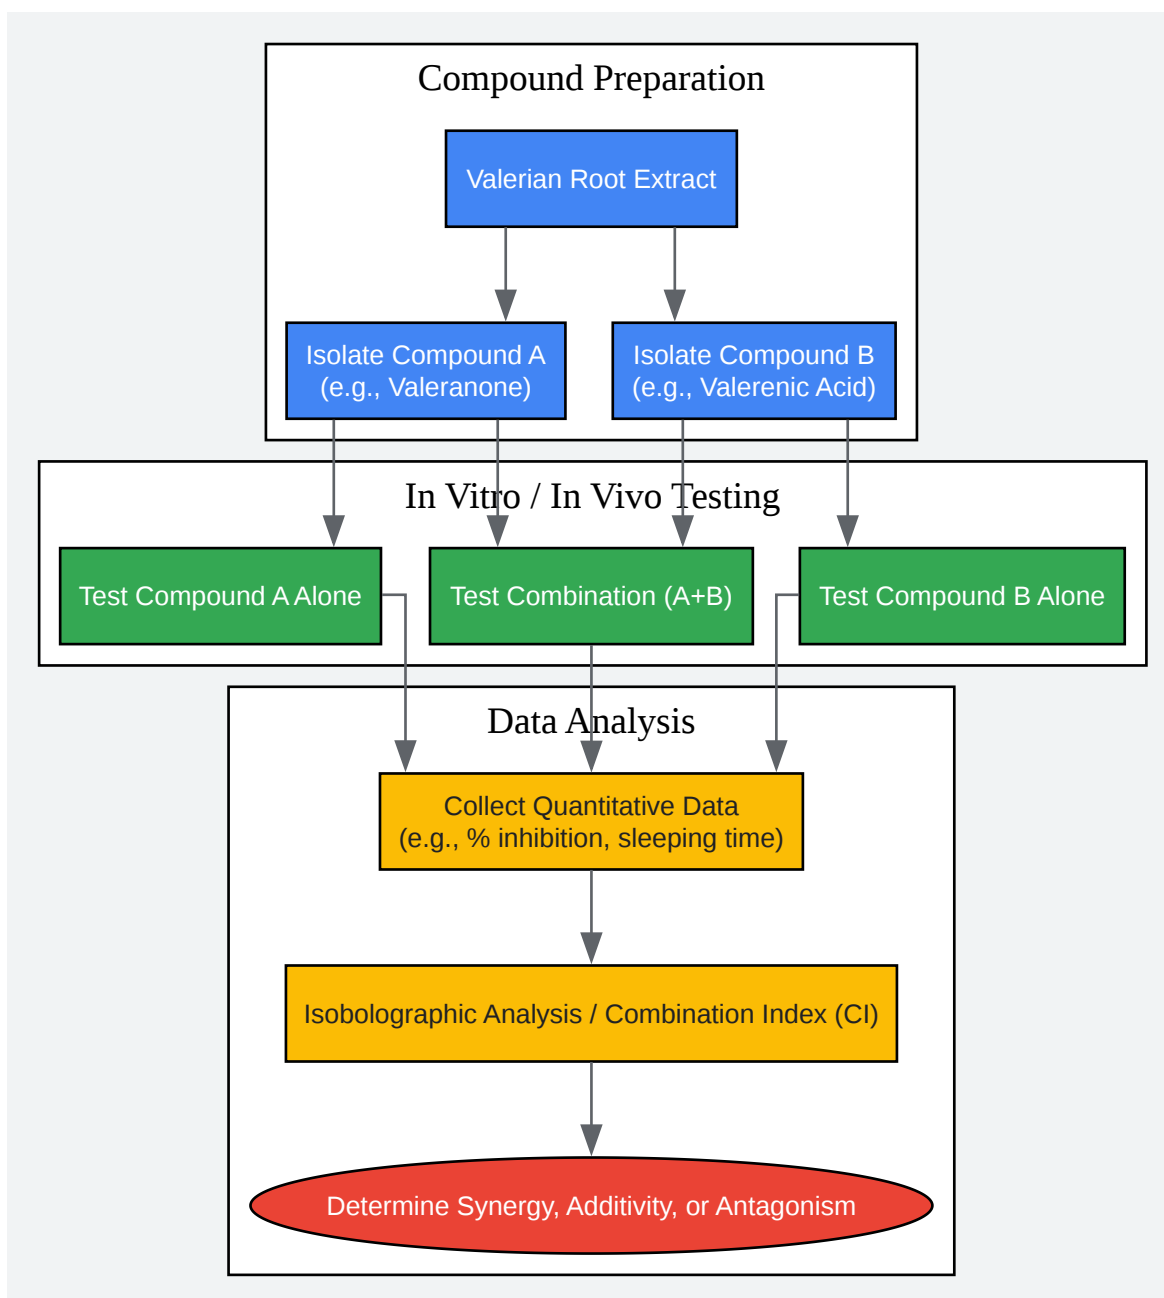 Compound Preparation
Valerian Root Extract
Isolate Compound A
(e.g., Valeranone)
Isolate Compound B
(e.g., Valerenic Acid)
In Vitro / In Vivo Testing
Test Compound A Alone
Test Combination (A+B)
Test Compound B Alone
Data Analysis
Collect Quantitative Data
(e.g., % inhibition, sleeping time)
Isobolographic Analysis / Combination Index (CI)
Determine Synergy, Additivity, or Antagonism